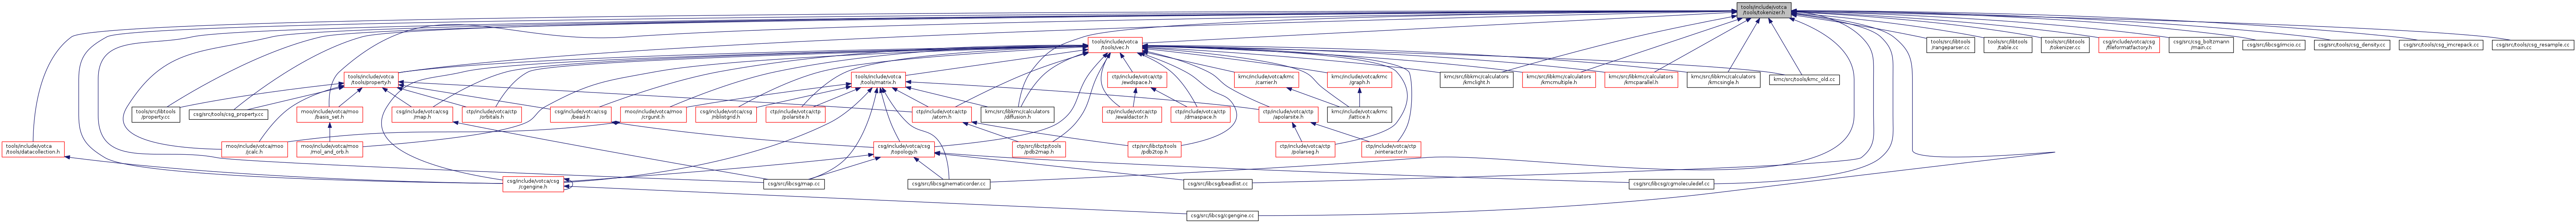 tools/include/votca
/tools/tokenizer.h
tools/include/votca
/tools/vec.h
tools/src/libtools
/rangeparser.cc
tools/src/libtools
/table.cc
tools/src/libtools
/tokenizer.cc
csg/include/votca/csg
/fileformatfactory.h
csg/src/csg_boltzmann
/main.cc
csg/src/libcsg/imcio.cc
csg/src/tools/csg_density.cc
csg/src/tools/csg_imcrepack.cc
csg/src/tools/csg_resample.cc
tools/include/votca
/tools/property.h
tools/include/votca
/tools/matrix.h
ctp/include/votca/ctp
/ewdspace.h
kmc/include/votca/kmc
/carrier.h
kmc/include/votca/kmc
/graph.h
kmc/src/libkmc/calculators
/kmclight.h
kmc/src/libkmc/calculators
/kmcmultiple.h
kmc/src/libkmc/calculators
/kmcparallel.h
kmc/src/libkmc/calculators
/kmcsingle.h
kmc/src/tools/kmc_old.cc
tools/src/libtools
/property.cc
csg/src/tools/csg_property.cc
moo/include/votca/moo
/basis_set.h
csg/include/votca/csg
/map.h
ctp/include/votca/ctp
/orbitals.h
csg/include/votca/csg
/bead.h
moo/include/votca/moo
/crgunt.h
csg/include/votca/csg
/nblistgrid.h
ctp/include/votca/ctp
/polarsite.h
ctp/include/votca/ctp
/atom.h
kmc/src/libkmc/calculators
/diffusion.h
ctp/include/votca/ctp
/ewaldactor.h
ctp/include/votca/ctp
/dmaspace.h
ctp/include/votca/ctp
/apolarsite.h
kmc/include/votca/kmc
/lattice.h
tools/include/votca
/tools/datacollection.h
moo/include/votca/moo
/jcalc.h
moo/include/votca/moo
/mol_and_orb.h
csg/include/votca/csg
/topology.h
ctp/src/libctp/tools
/pdb2map.h
ctp/src/libctp/tools
/pdb2top.h
ctp/include/votca/ctp
/polarseg.h
ctp/include/votca/ctp
/xinteractor.h
csg/include/votca/csg
/cgengine.h
csg/src/libcsg/map.cc
csg/src/libcsg/nematicorder.cc
csg/src/libcsg/beadlist.cc
csg/src/libcsg/cgmoleculedef.cc
csg/src/libcsg/cgengine.cc